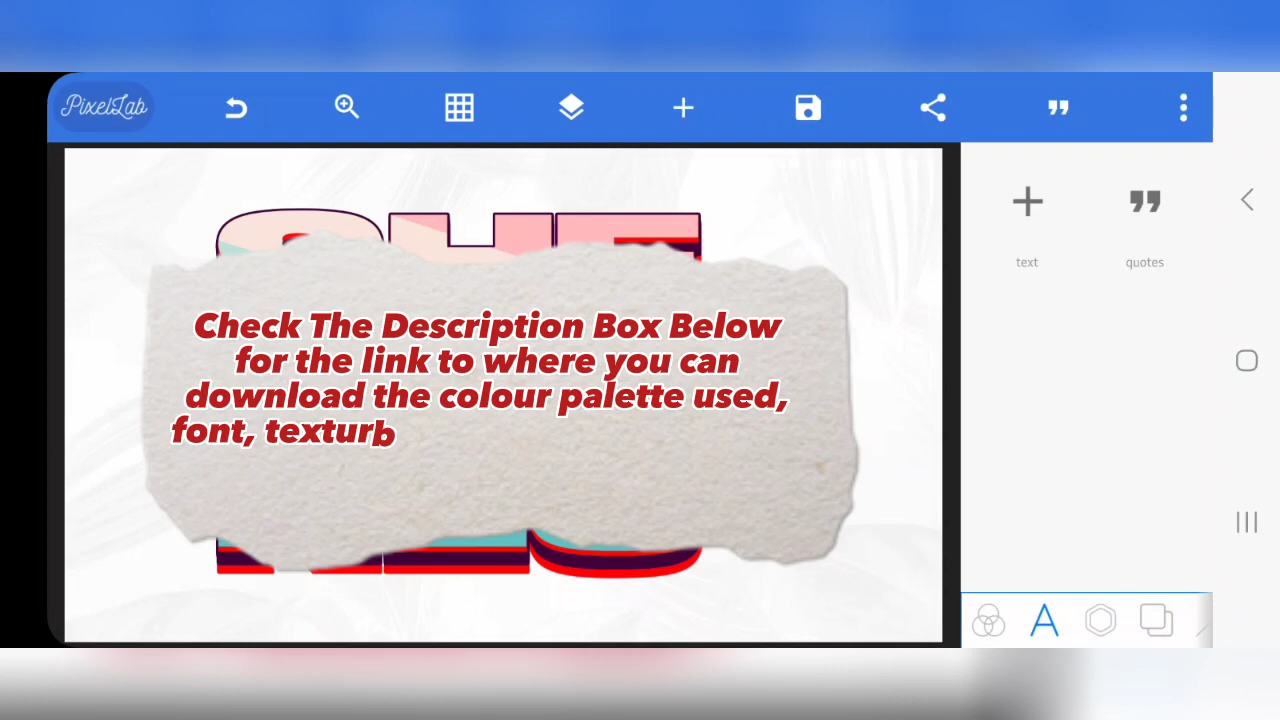 PixelLab
text
quotes
Check The Description Box Below
for the link to where you can
download the colour palette used,
font, texturb